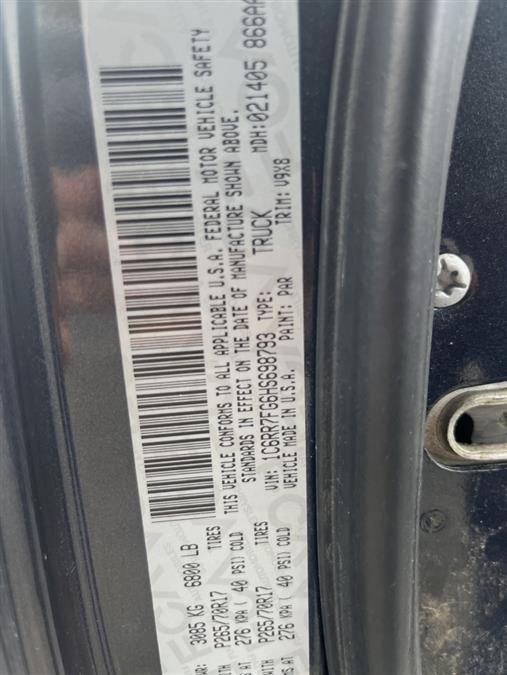 3085 KG 6800 LB
P265/70R17 TIRES
276 KPA ( 40 PSI) COLD
P265/70R17 TIRES
276 KPA ( 40 PSI) COLD
THIS VEHICLE CONFORMS TO ALL APPLICABLE U.S.A. FEDERAL MOTOR VEHICLE SAFETY
STANDARDS IN EFFECT ON THE DATE OF MANUFACTURE SHOWN ABOVE.
VIN: 1C6RR7FG6HS698793 TYPE: TRUCK MDH:021405 866AA
VEHICLE MADE IN U.S.A. PAINT: PAR TRIM: V9X8